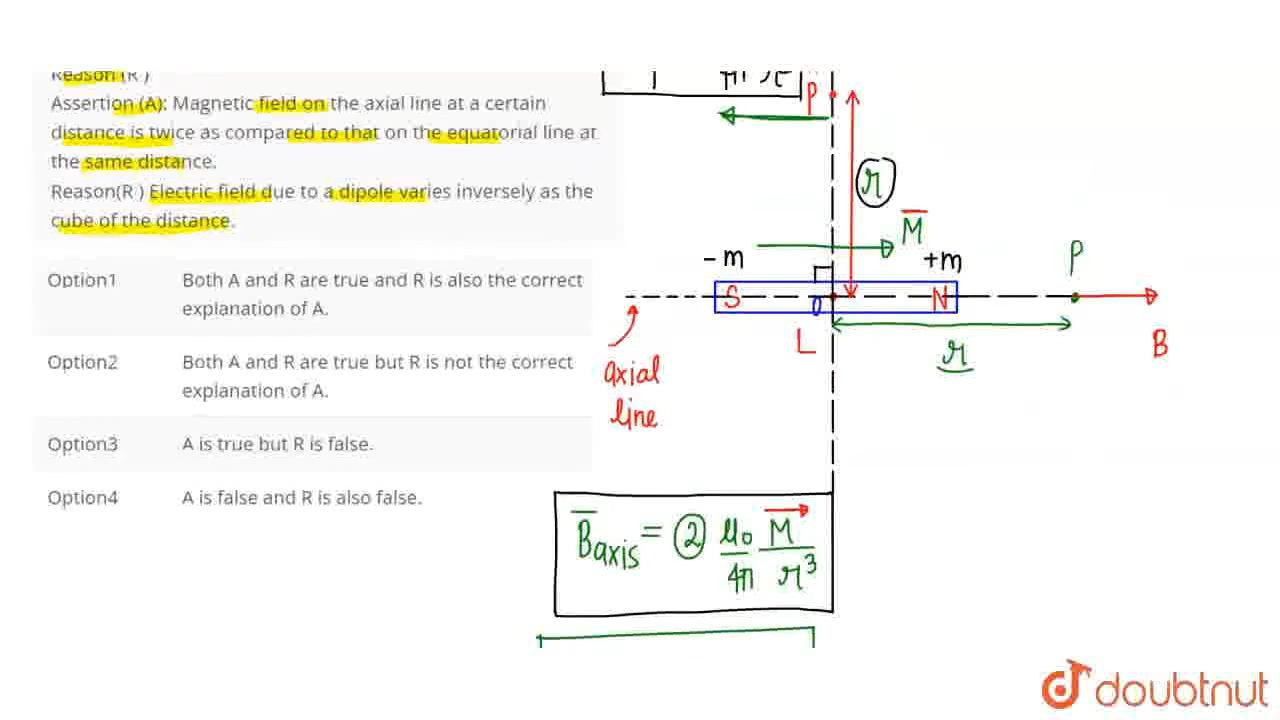 Reason (R )
Assertion (A): Magnetic field on the axial line at a certain
distance is twice as compared to that on the equatorial line at
the same distance.
Reason(R ) Electric field due to a dipole varies inversely as the
cube of the distance.
Option1 Both A and R are true and R is also the correct
explanation of A.
Option2 Both A and R are true but R is not the correct
explanation of A.
Option3 A is true but R is false.
Option4 A is false and R is also false.
P
r
M
-m
+m
P
S
O
N
L
r
B
axial
line
B axis = 2 μ0/4π M/r³
doubtnut